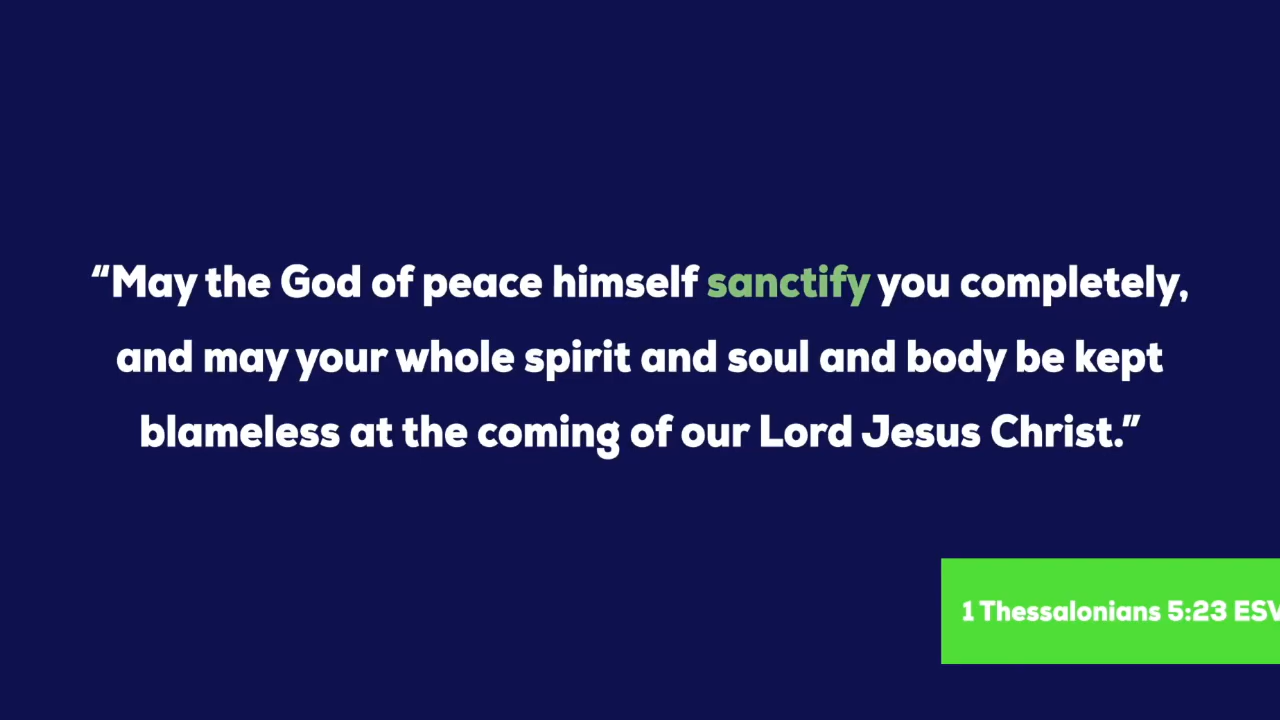 “May the God of peace himself sanctify you completely,
and may your whole spirit and soul and body be kept
blameless at the coming of our Lord Jesus Christ.”
1 Thessalonians 5:23 ESV